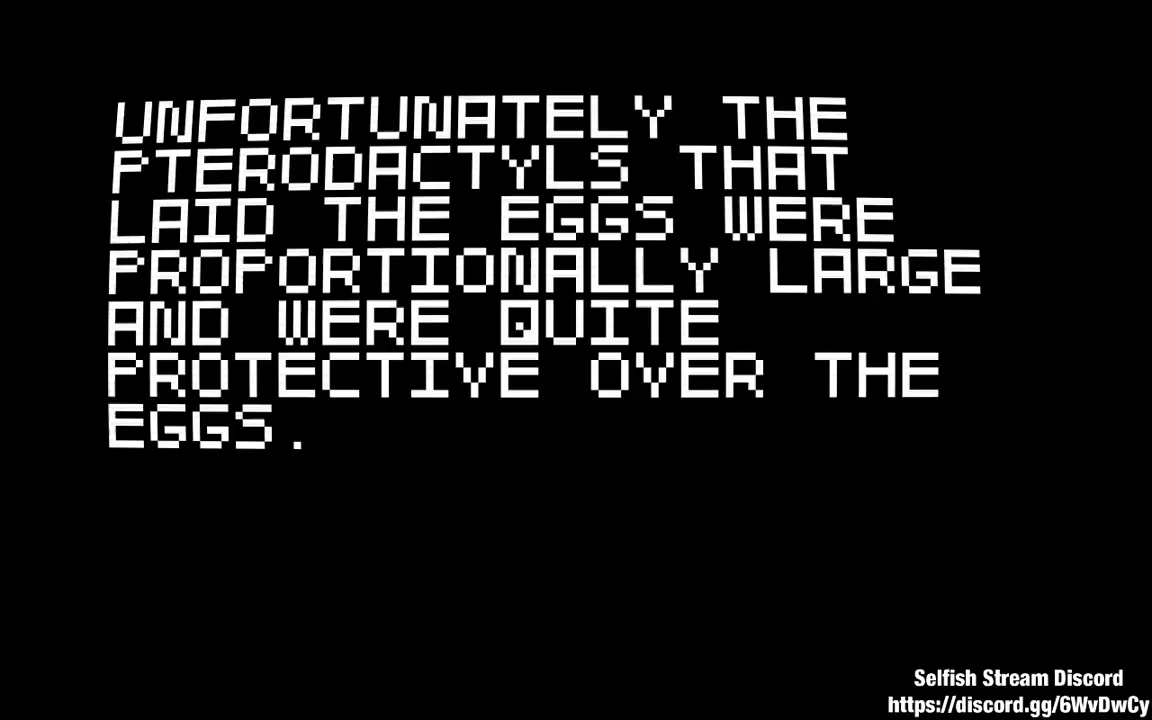 UNFORTUNATELY THE
PTERODACTYLS THAT
LAID THE EGGS WERE
PROPORTIONALLY LARGE
AND WERE QUITE
PROTECTIVE OVER THE
EGGS.
Selfish Stream Discord
https://discord.gg/6WvDwCy